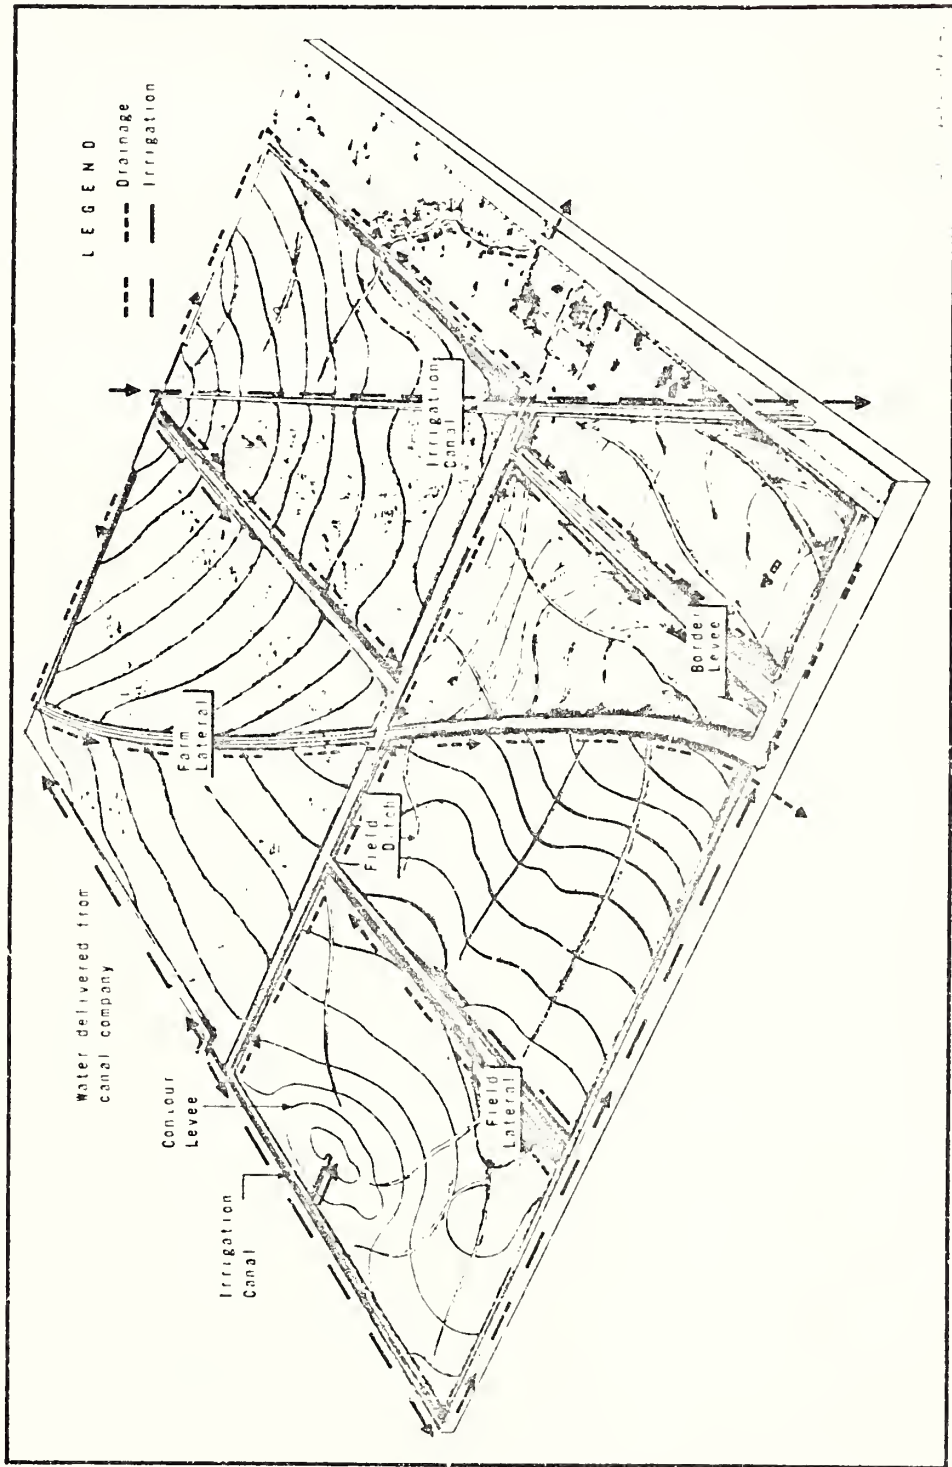 LEGEND
Drainage
Irrigation
Water delivered from
canal company
Contour
Levee
Irrigation
Canal
Farm
Lateral
Irrigation
Canal
Field
Ditch
Field
Lateral
Border
Levee